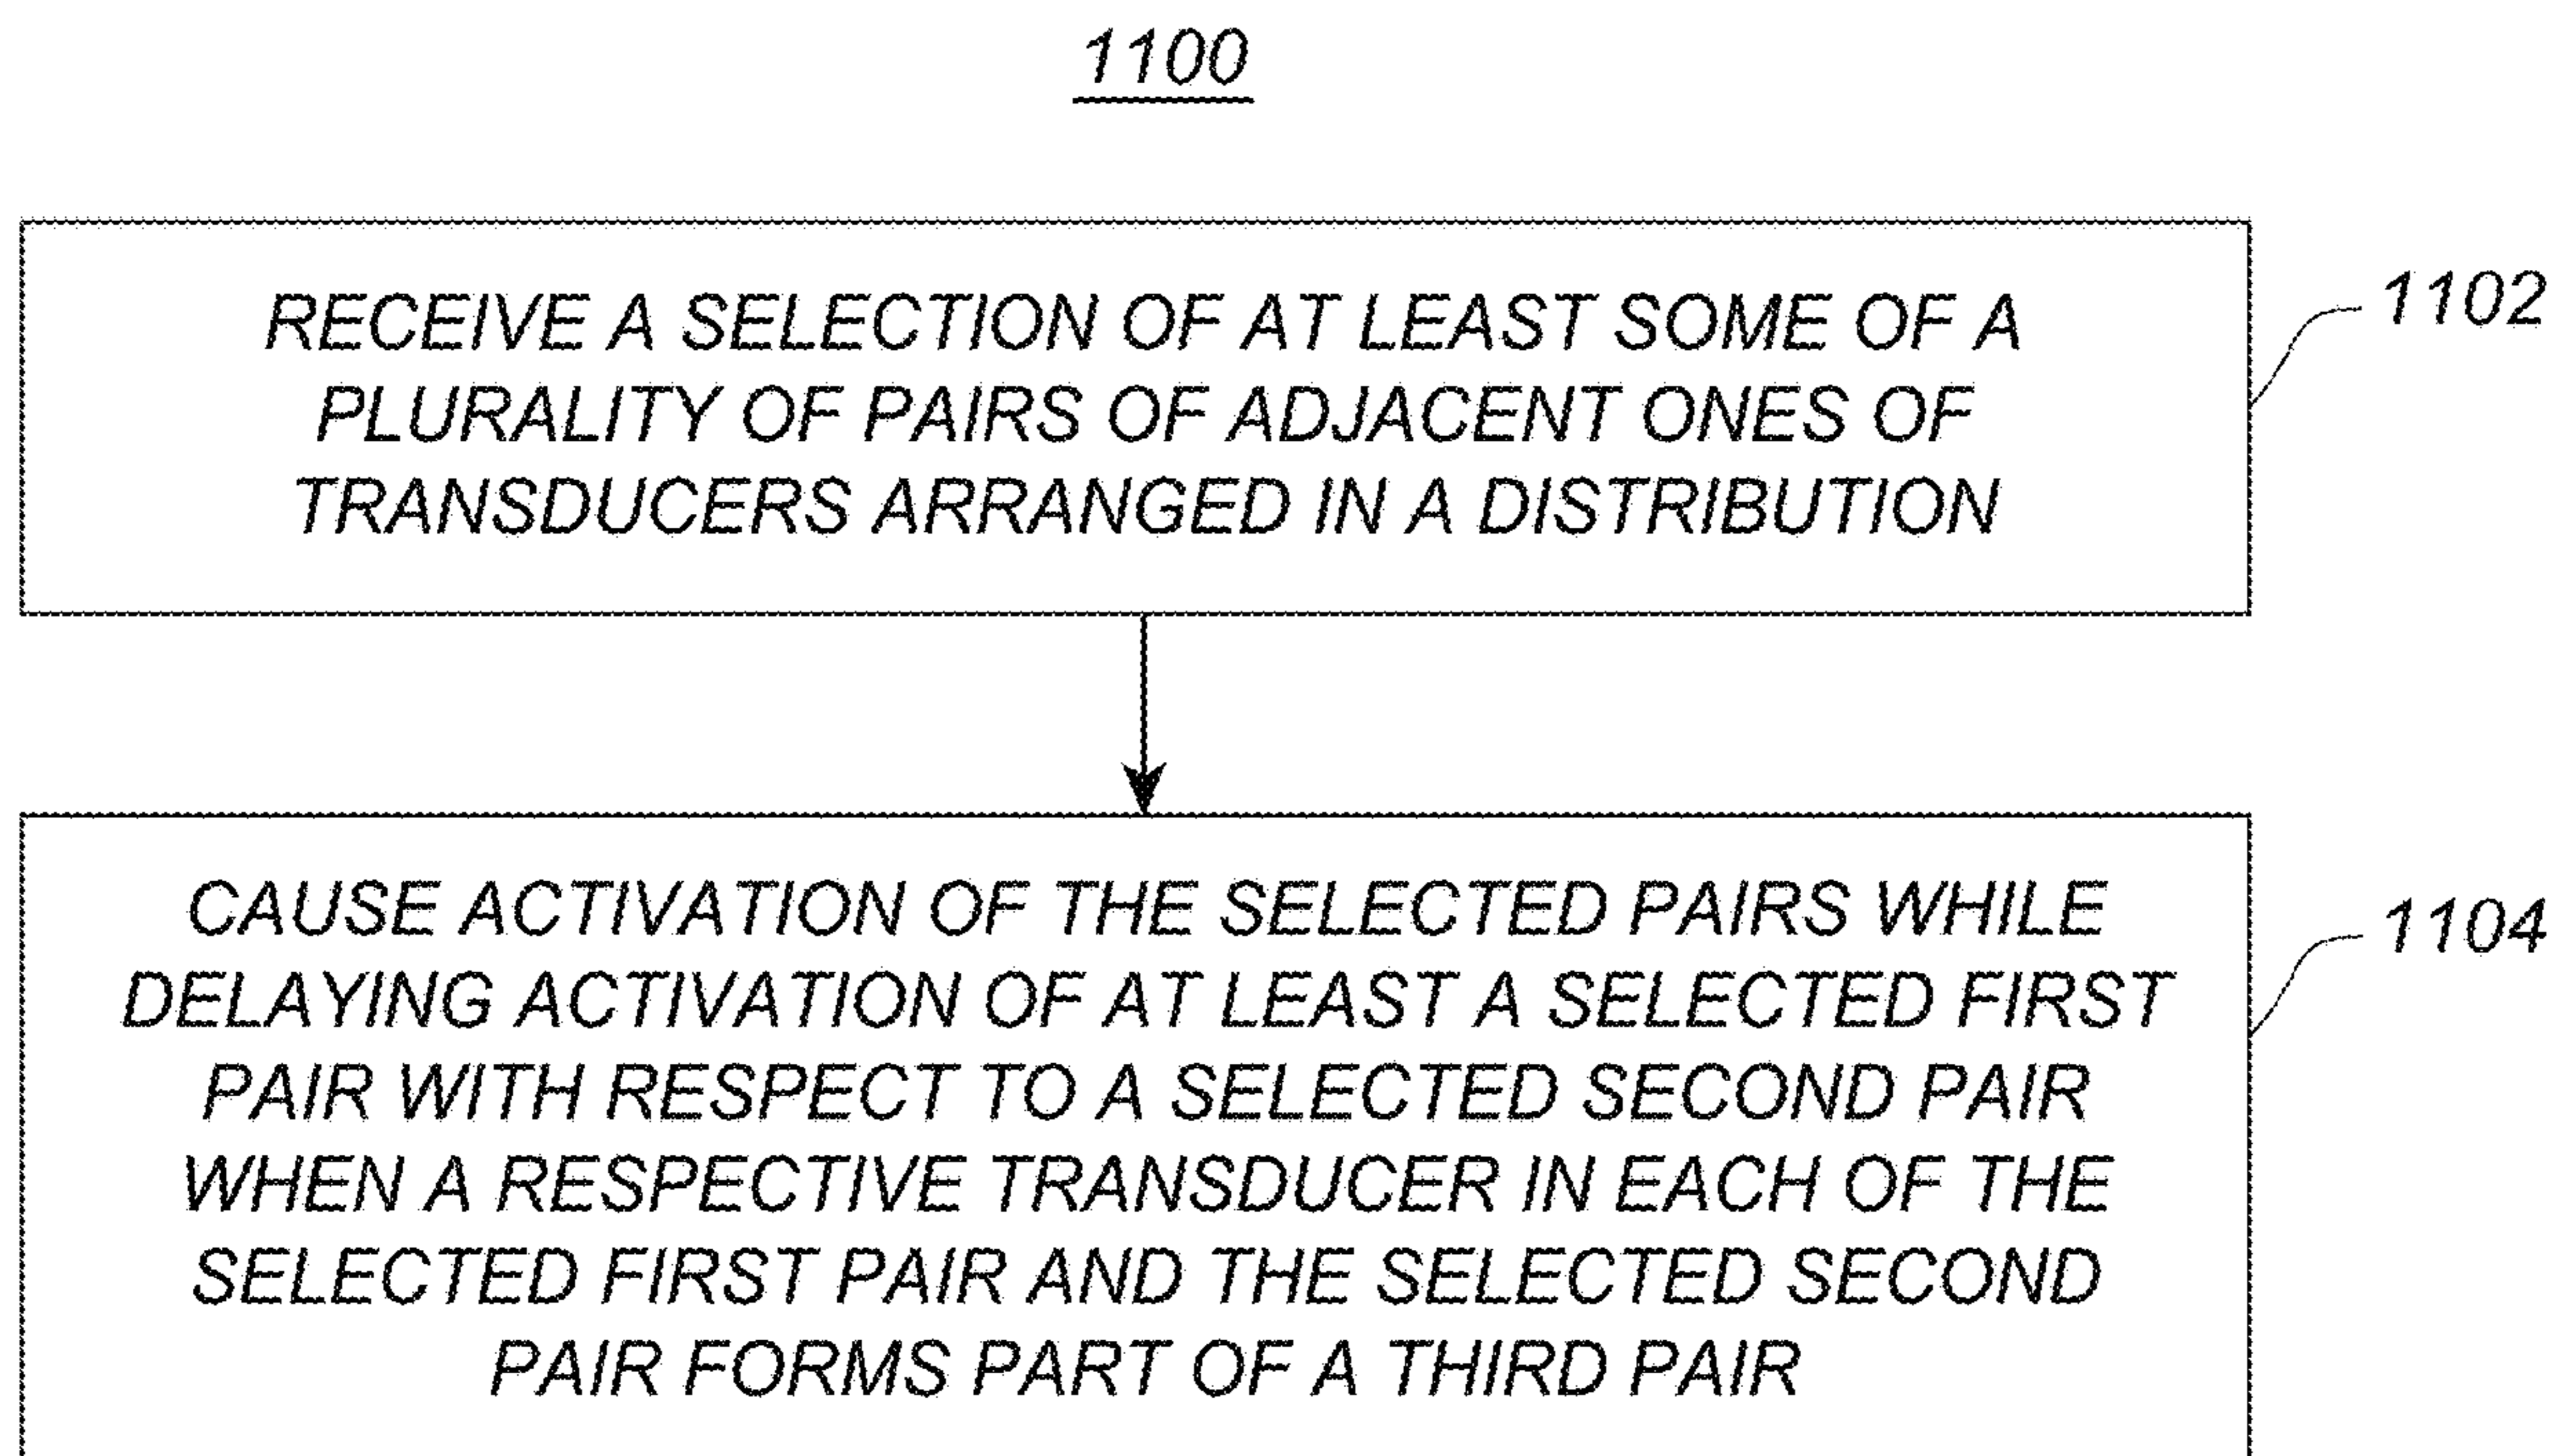 1100
RECEIVE A SELECTION OF AT LEAST SOME OF A
PLURALITY OF PAIRS OF ADJACENT ONES OF
TRANSDUCERS ARRANGED IN A DISTRIBUTION
1102
CAUSE ACTIVATION OF THE SELECTED PAIRS WHILE
DELAYING ACTIVATION OF AT LEAST A SELECTED FIRST
PAIR WITH RESPECT TO A SELECTED SECOND PAIR
WHEN A RESPECTIVE TRANSDUCER IN EACH OF THE
SELECTED FIRST PAIR AND THE SELECTED SECOND
PAIR FORMS PART OF A THIRD PAIR
1104